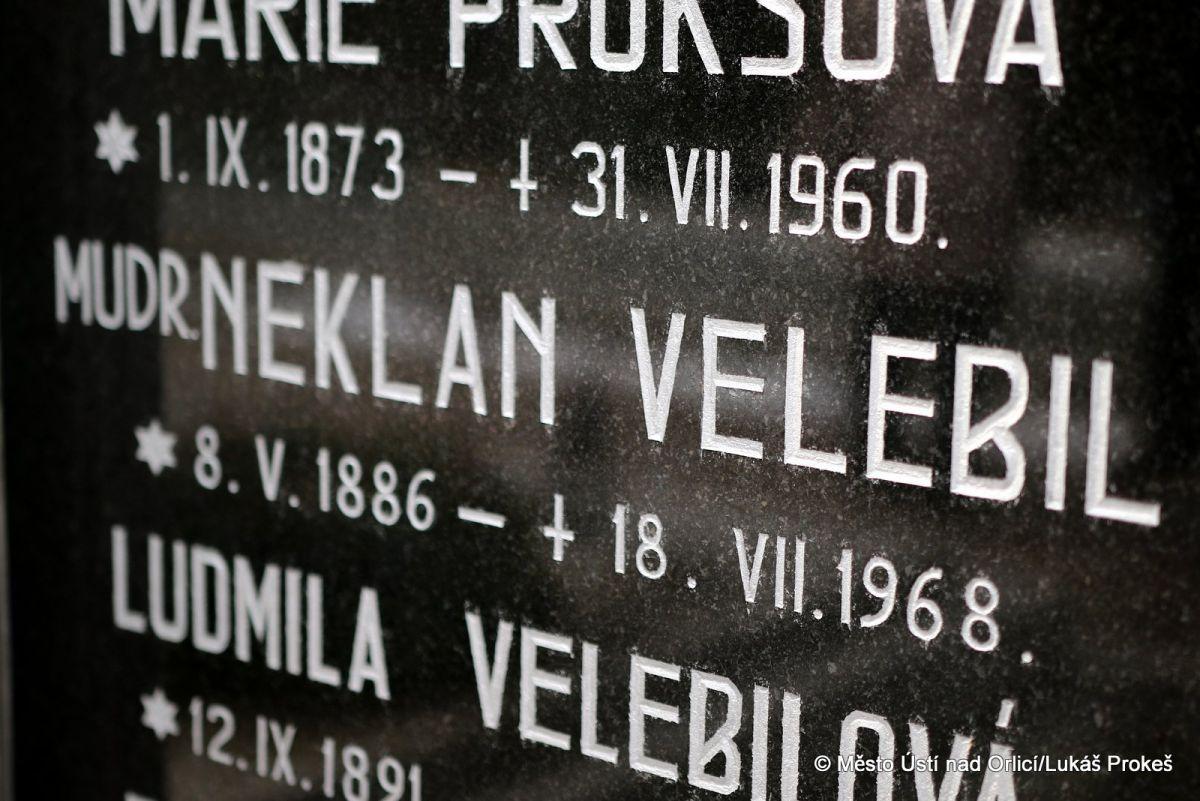 MARIE PROKŠOVÁ
* 1. IX. 1873 – † 31. VII. 1960.
MUDR. NEKLAN VELEBIL
* 8. V. 1886 – † 18. VII. 1968.
LUDMILA VELEBILOVÁ
* 12. IX. 1891
© Město Ústí nad Orlicí/Lukáš Prokeš